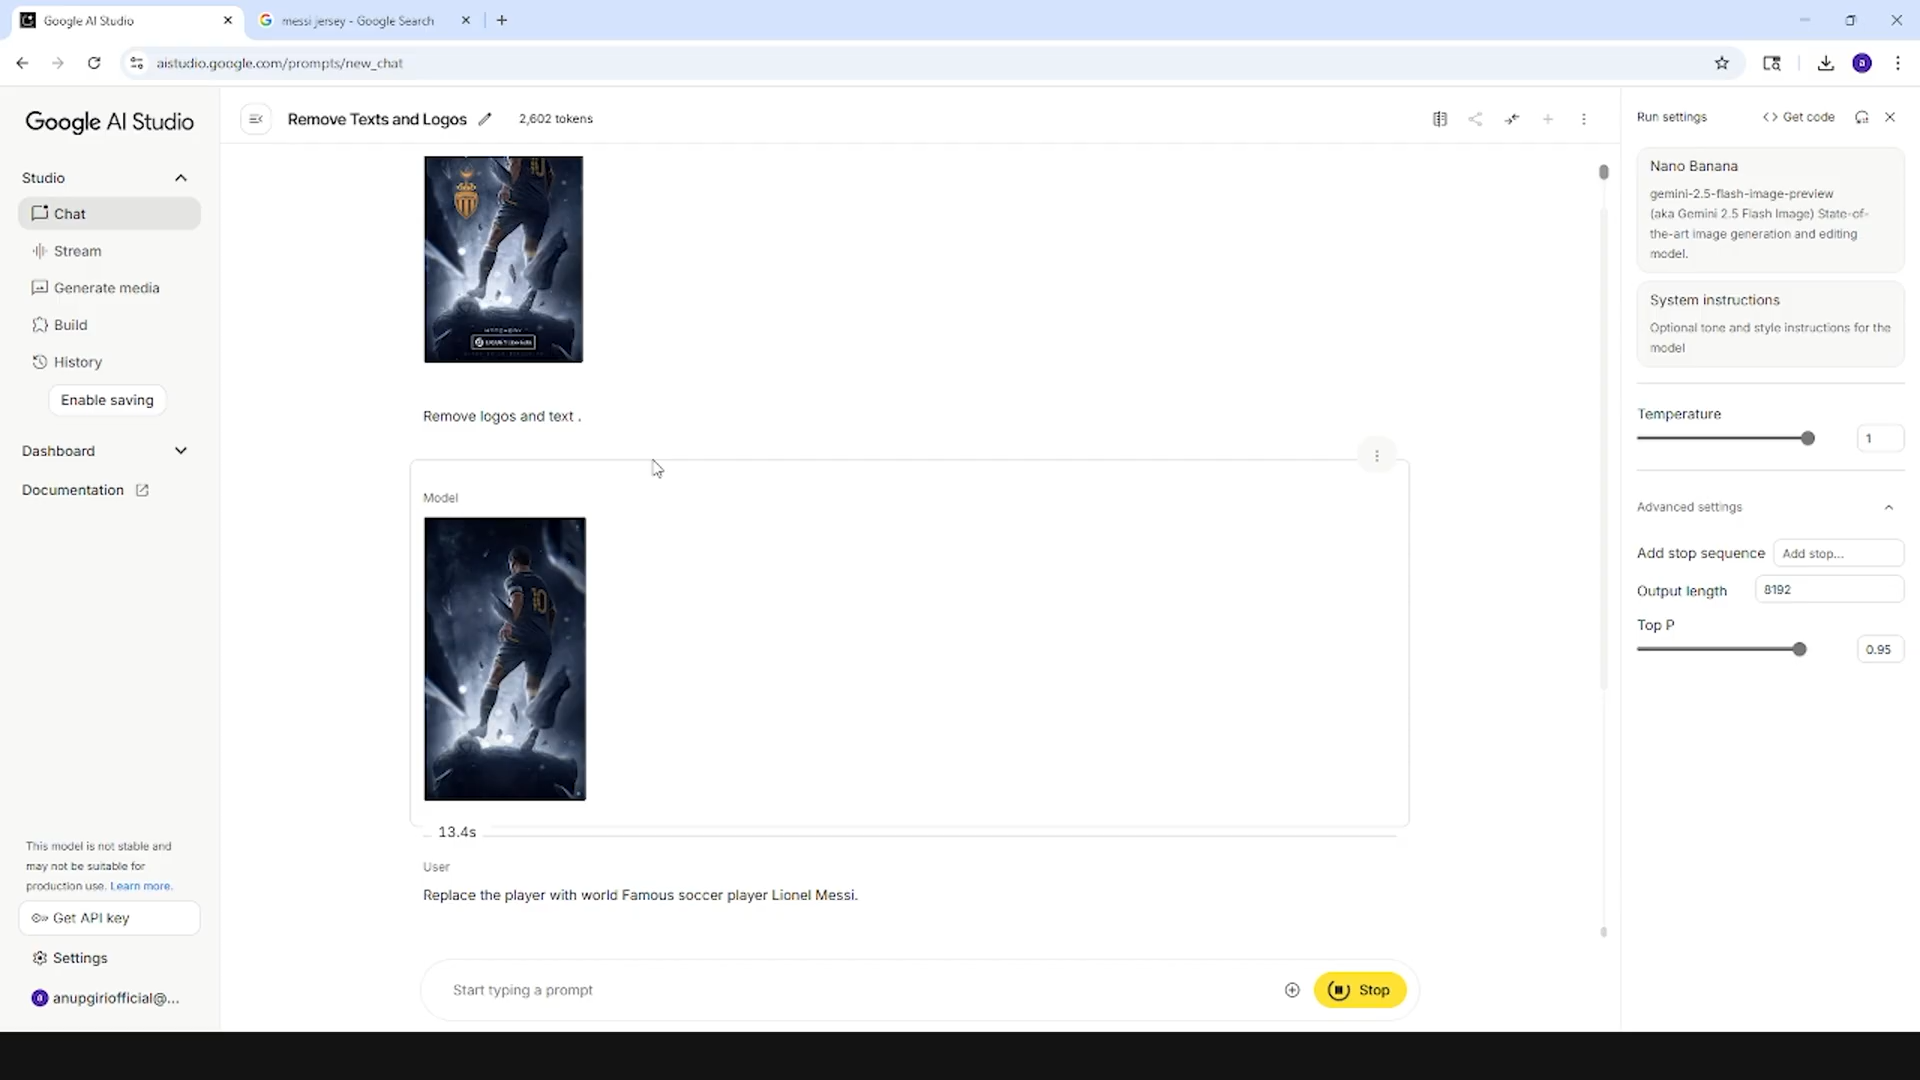 Google AI Studio
messi jersey - Google Search
aistudio.google.com/prompts/new_chat
a
Google AI Studio
Studio
Chat
Stream
Generate media
Build
History
Enable saving
Dashboard
Documentation
This model is not stable and
may not be suitable for
production use. Learn more.
Get API key
Settings
a anupgiriofficial@...
Remove Texts and Logos
2,602 tokens
10
Remove logos and text .
Model
10
13.4s
User
Replace the player with world Famous soccer player Lionel Messi.
Start typing a prompt
Stop
Run settings
<> Get code
Nano Banana
gemini-2.5-flash-image-preview
(aka Gemini 2.5 Flash Image) State-of-
the-art image generation and editing
model.
System instructions
Optional tone and style instructions for the
model
Temperature
1
Advanced settings
Add stop sequence
Add stop...
Output length
8192
Top P
0.95